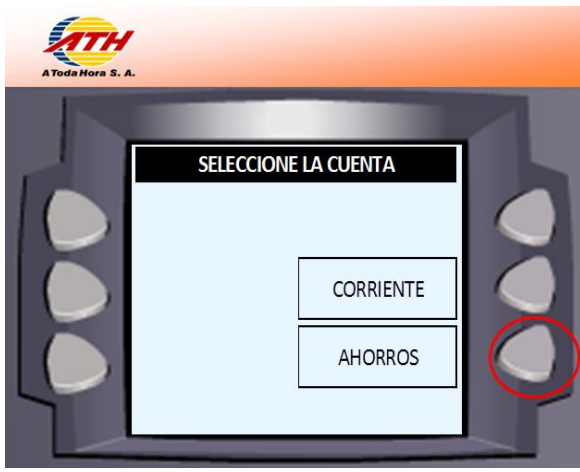 ATH
A Toda Hora S. A.
SELECCIONE LA CUENTA
CORRIENTE
AHORROS